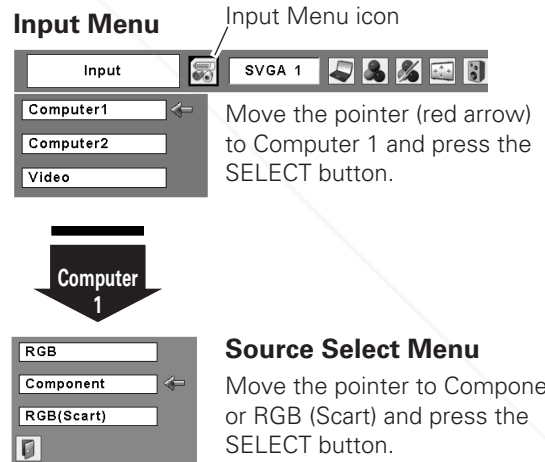 Input Menu
Input Menu icon
Input
SVGA 1
Computer1
Computer2
Video
Move the pointer (red arrow)
to Computer 1 and press the
SELECT button.
Computer
1
RGB
Component
RGB(Scart)
Source Select Menu
Move the pointer to Compone
or RGB (Scart) and press the
SELECT button.